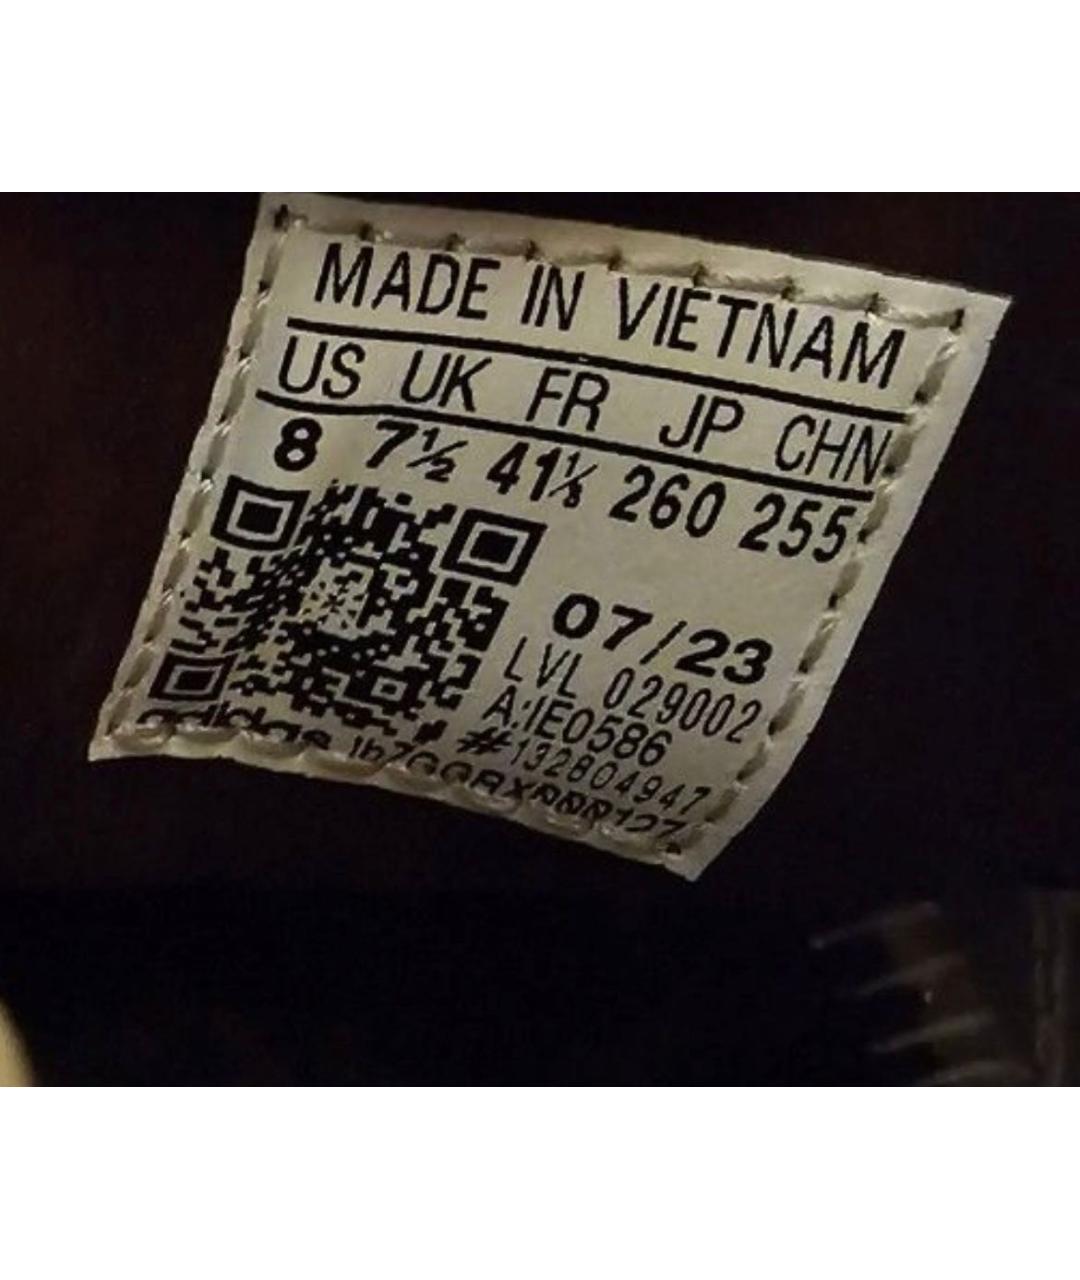 MADE IN VIETNAM
US UK FR JP CHN
8 7½ 41⅓ 260 255
07/23
LVL 029002
A:IE0586
#132804947
adidas